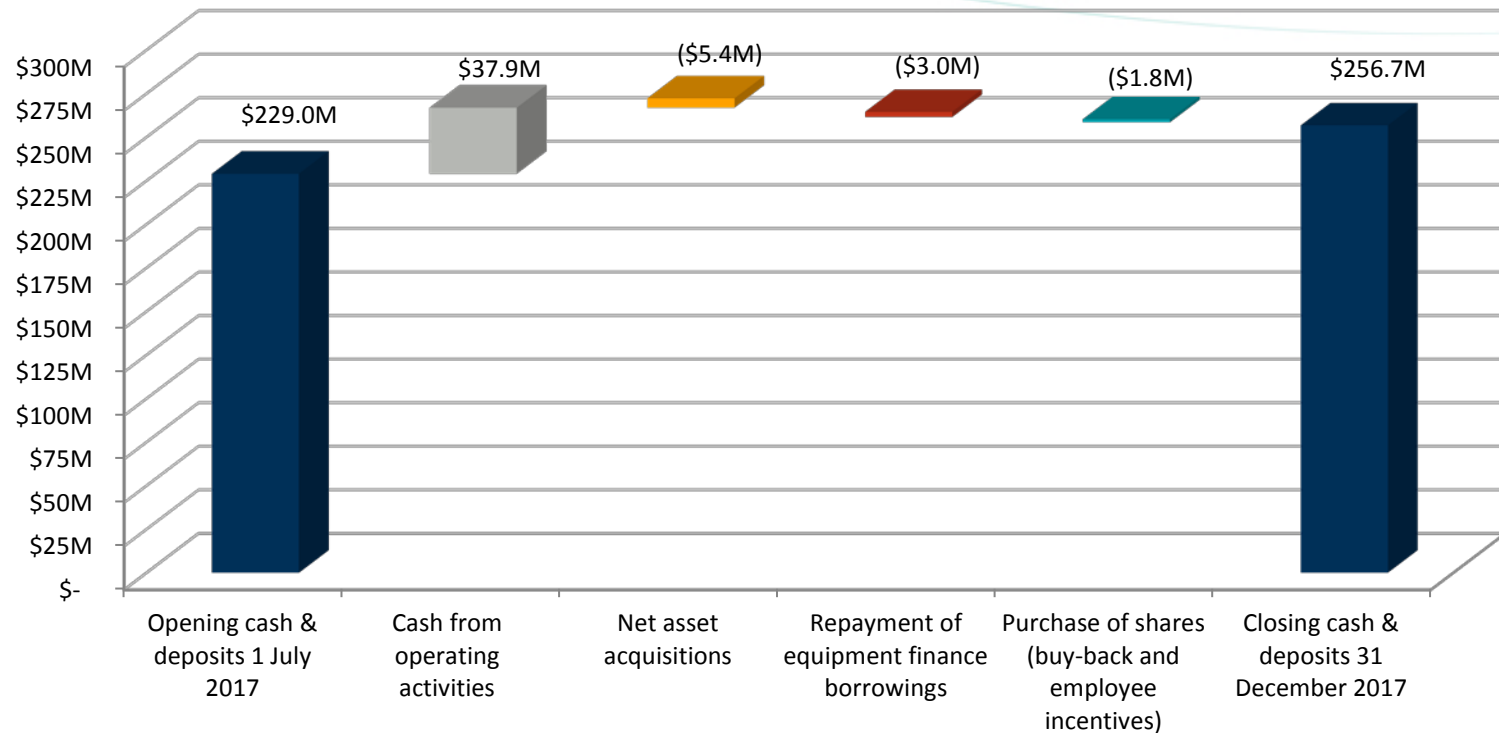 $300M
$275M
$250M
$225M
$200M
$175M
$150M
$125M
$100M
$75M
$50M
$25M
$-
$229.0M
$37.9M
($5.4M)
($3.0M)
($1.8M)
$256.7M
Opening cash &
deposits 1 July
2017
Cash from
operating
activities
Net asset
acquisitions
Repayment of
equipment finance
borrowings
Purchase of shares
(buy-back and
employee
incentives)
Closing cash &
deposits 31
December 2017